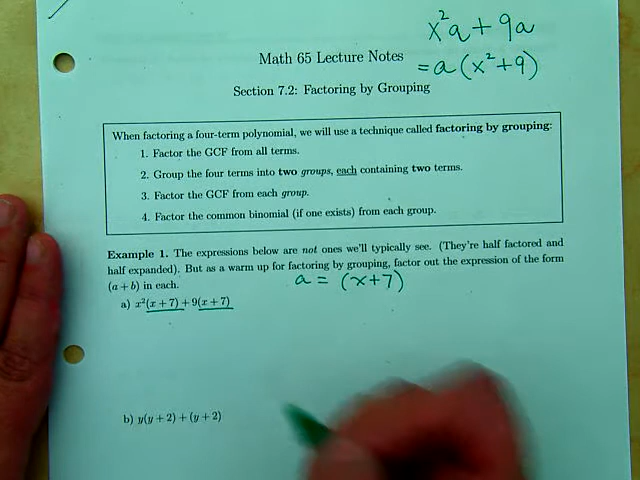 x²a + 9a
Math 65 Lecture Notes
= a(x² + 9)
Section 7.2: Factoring by Grouping
When factoring a four-term polynomial, we will use a technique called factoring by grouping:
1. Factor the GCF from all terms.
2. Group the four terms into two groups, each containing two terms.
3. Factor the GCF from each group.
4. Factor the common binomial (if one exists) from each group.
Example 1. The expressions below are not ones we'll typically see. (They're half factored and
half expanded). But as a warm up for factoring by grouping, factor out the expression of the form
(a + b) in each.
a = (x+7)
a) x²(x + 7) + 9(x + 7)
b) y(y + 2) + (y + 2)